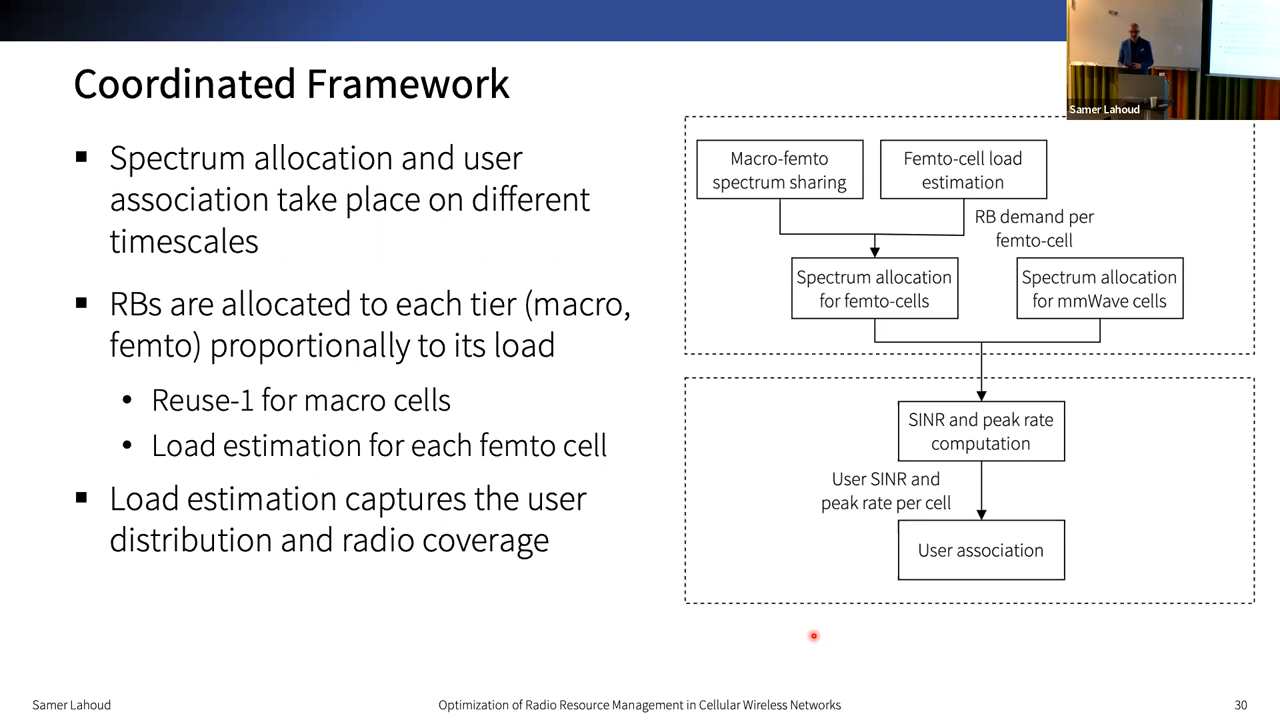 Coordinated Framework
Samer Lahoud
Spectrum allocation and user
association take place on different
timescales
RBs are allocated to each tier (macro,
femto) proportionally to its load
Reuse-1 for macro cells
Load estimation for each femto cell
Load estimation captures the user
distribution and radio coverage
Macro-femto
spectrum sharing
Femto-cell load
estimation
RB demand per
femto-cell
Spectrum allocation
for femto-cells
Spectrum allocation
for mmWave cells
SINR and peak rate
computation
User SINR and
peak rate per cell
User association
Samer Lahoud
Optimization of Radio Resource Management in Cellular Wireless Networks
30